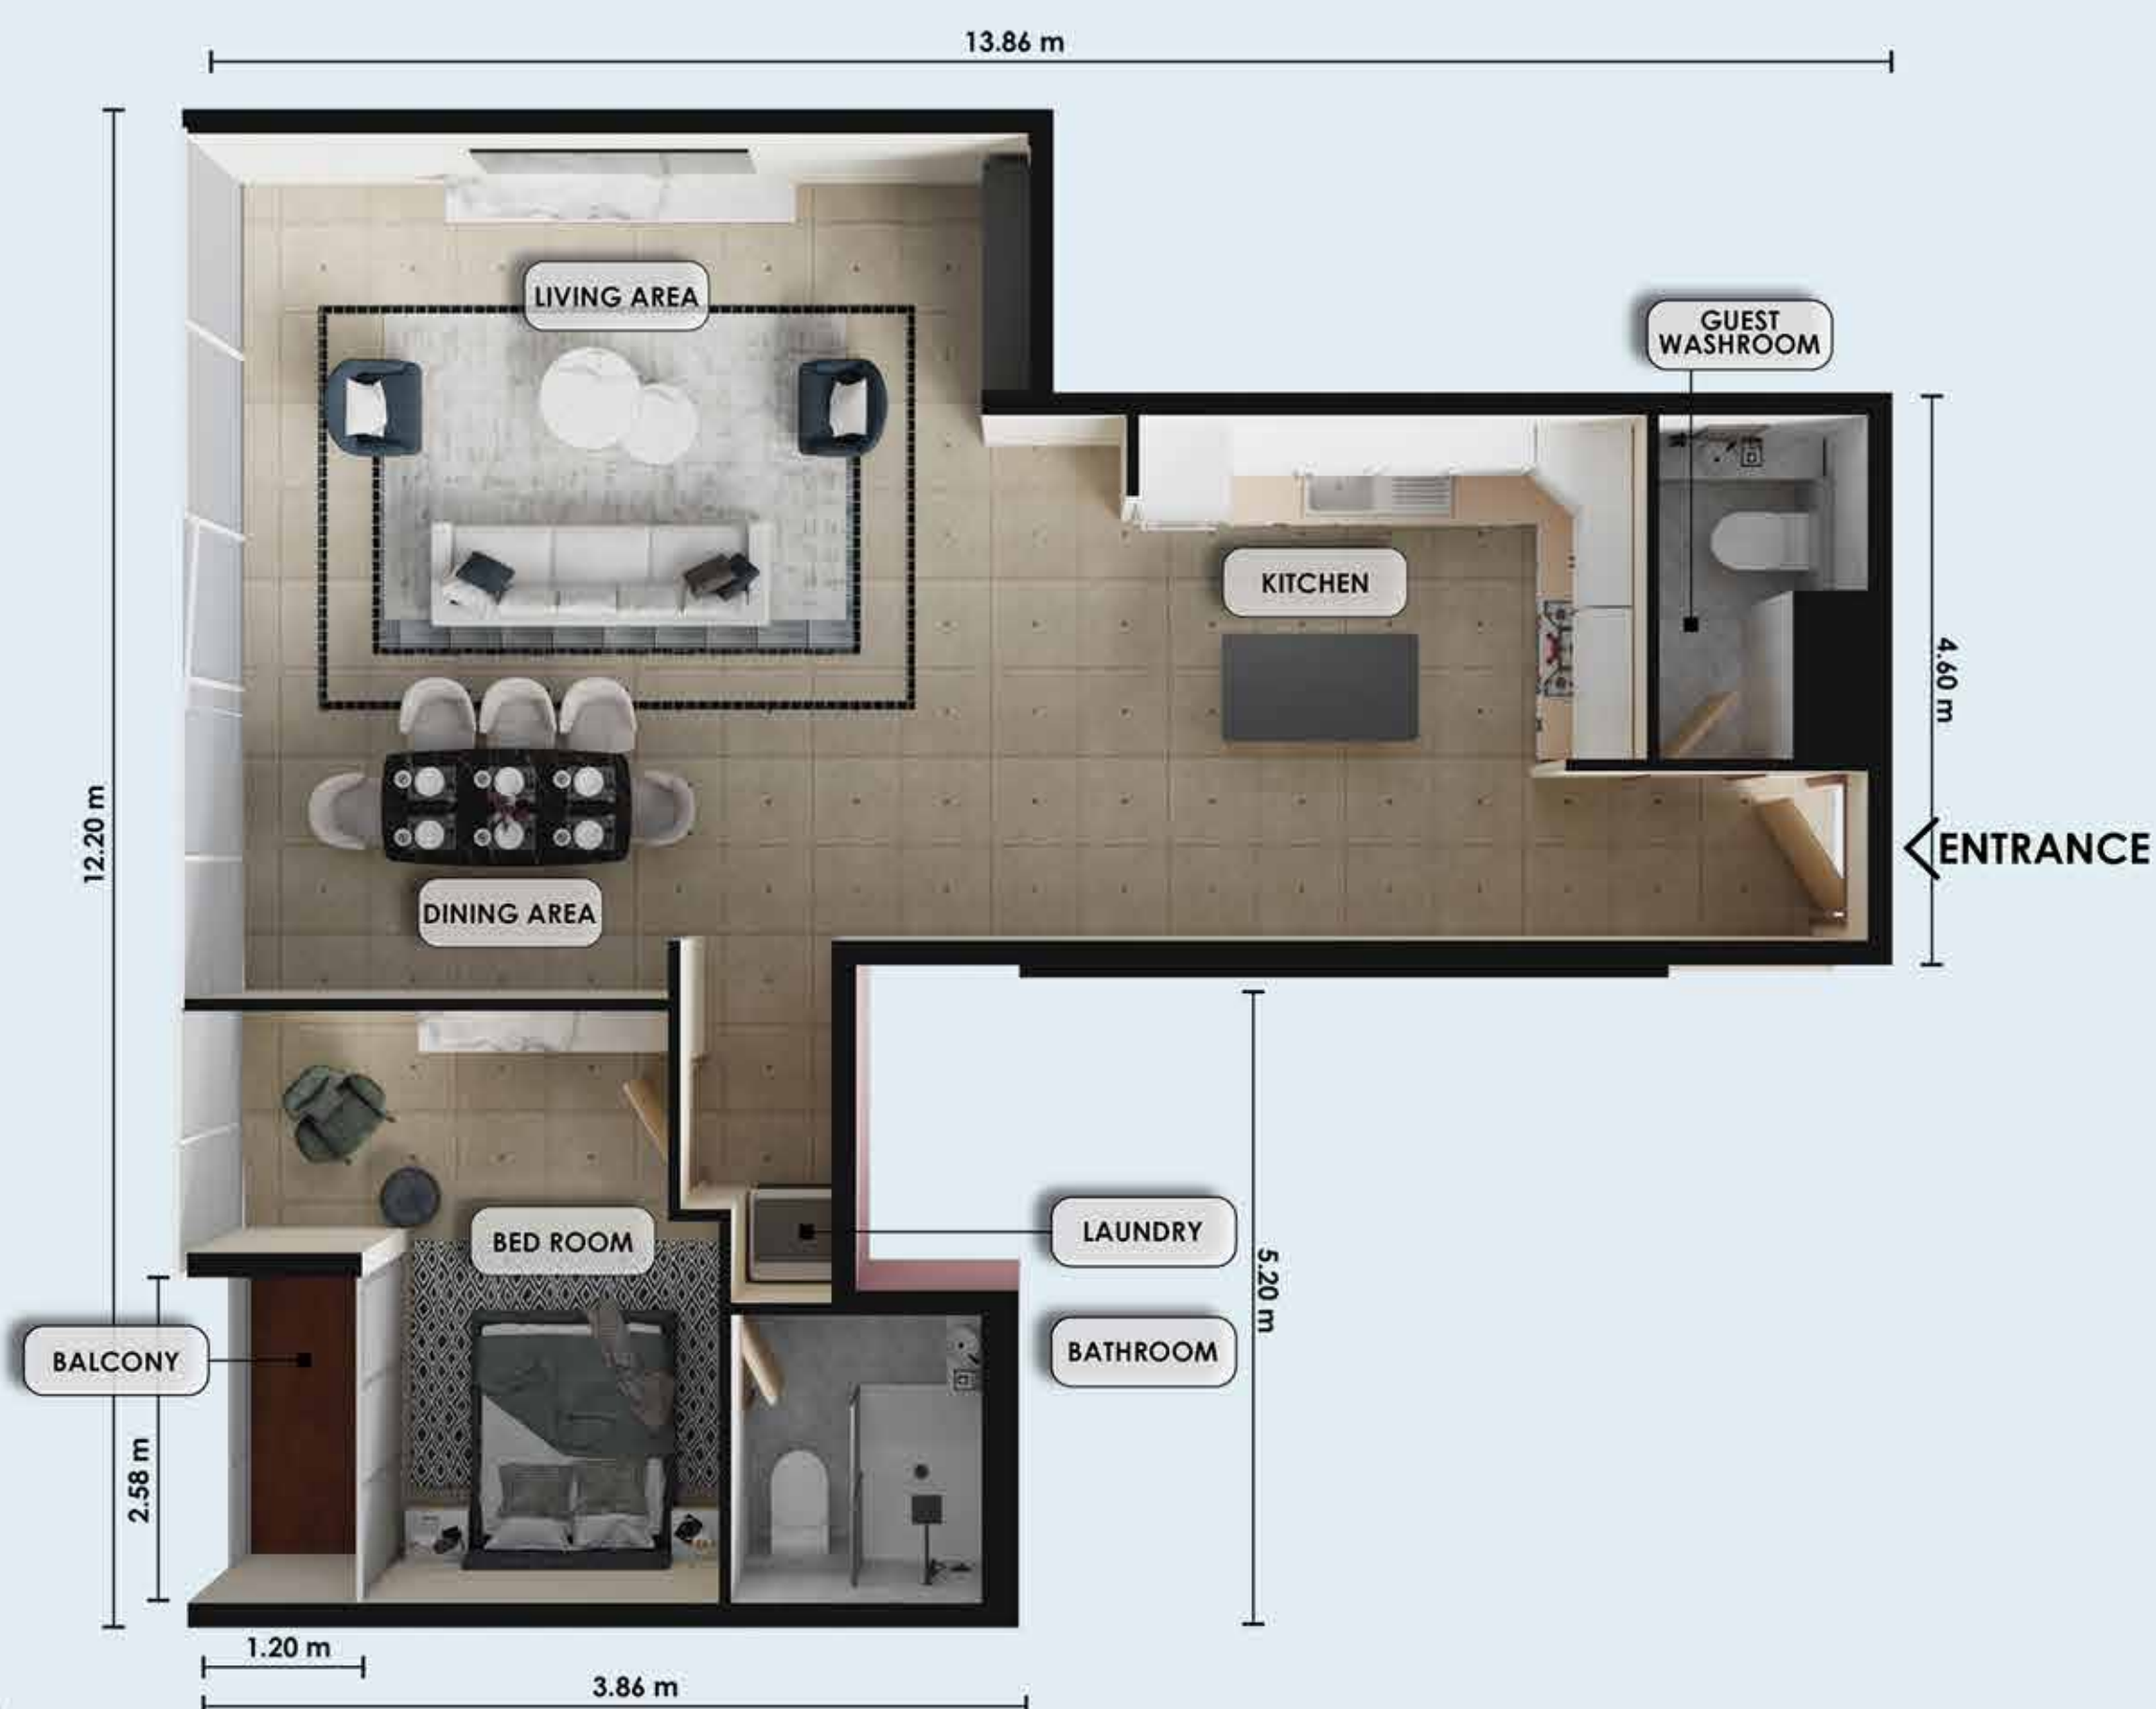 13.86 m
LIVING AREA
GUEST
WASHROOM
KITCHEN
4.60 m
12.20 m
ENTRANCE
DINING AREA
BED ROOM
LAUNDRY
5.20 m
BATHROOM
BALCONY
2.58 m
1.20 m
3.86 m